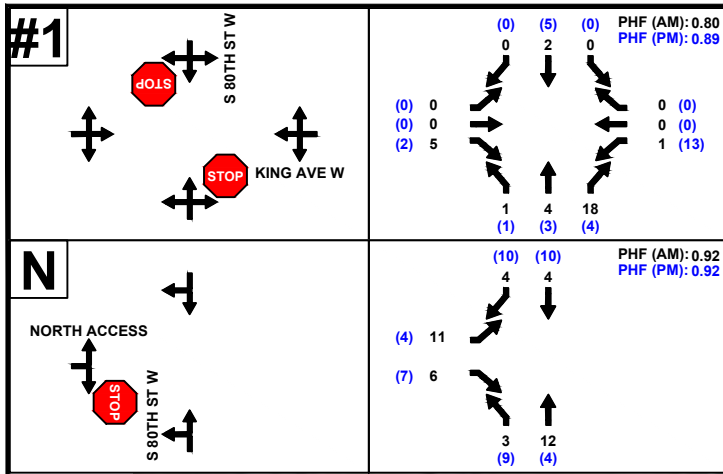 #1
S 80TH ST W
STOP
STOP
KING AVE W
PHF (AM): 0.80
PHF (PM): 0.89
(0) (5) (0)
0 2 0
(0) 0
(0) 0
(2) 5
0 (0)
0 (0)
1 (13)
1 4 18
(1) (3) (4)
N
NORTH ACCESS
STOP
S 80TH ST W
PHF (AM): 0.92
PHF (PM): 0.92
(10) (10)
4 4
(4) 11
(7) 6
3 12
(9) (4)